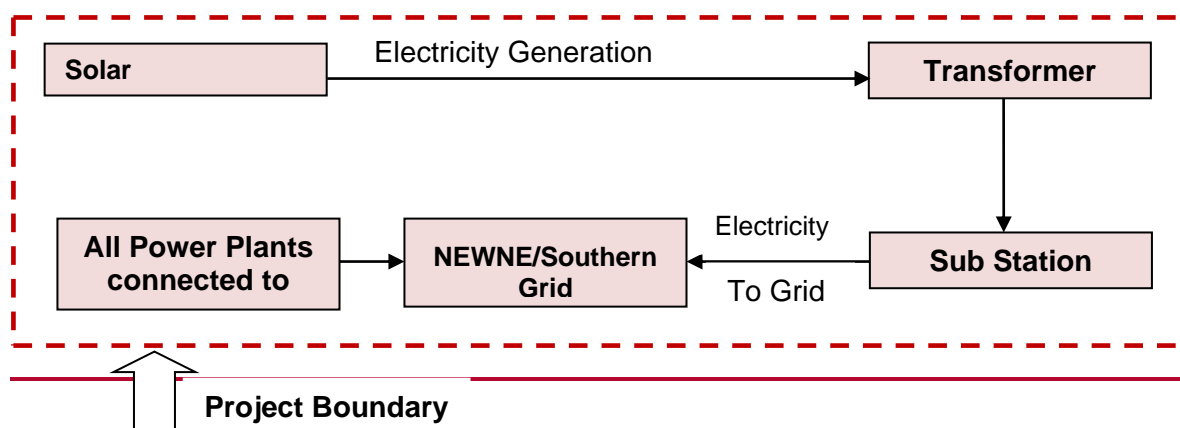 Solar
Electricity Generation
Transformer
All Power Plants
connected to
NEWNE/Southern
Grid
Electricity
To Grid
Sub Station
Project Boundary